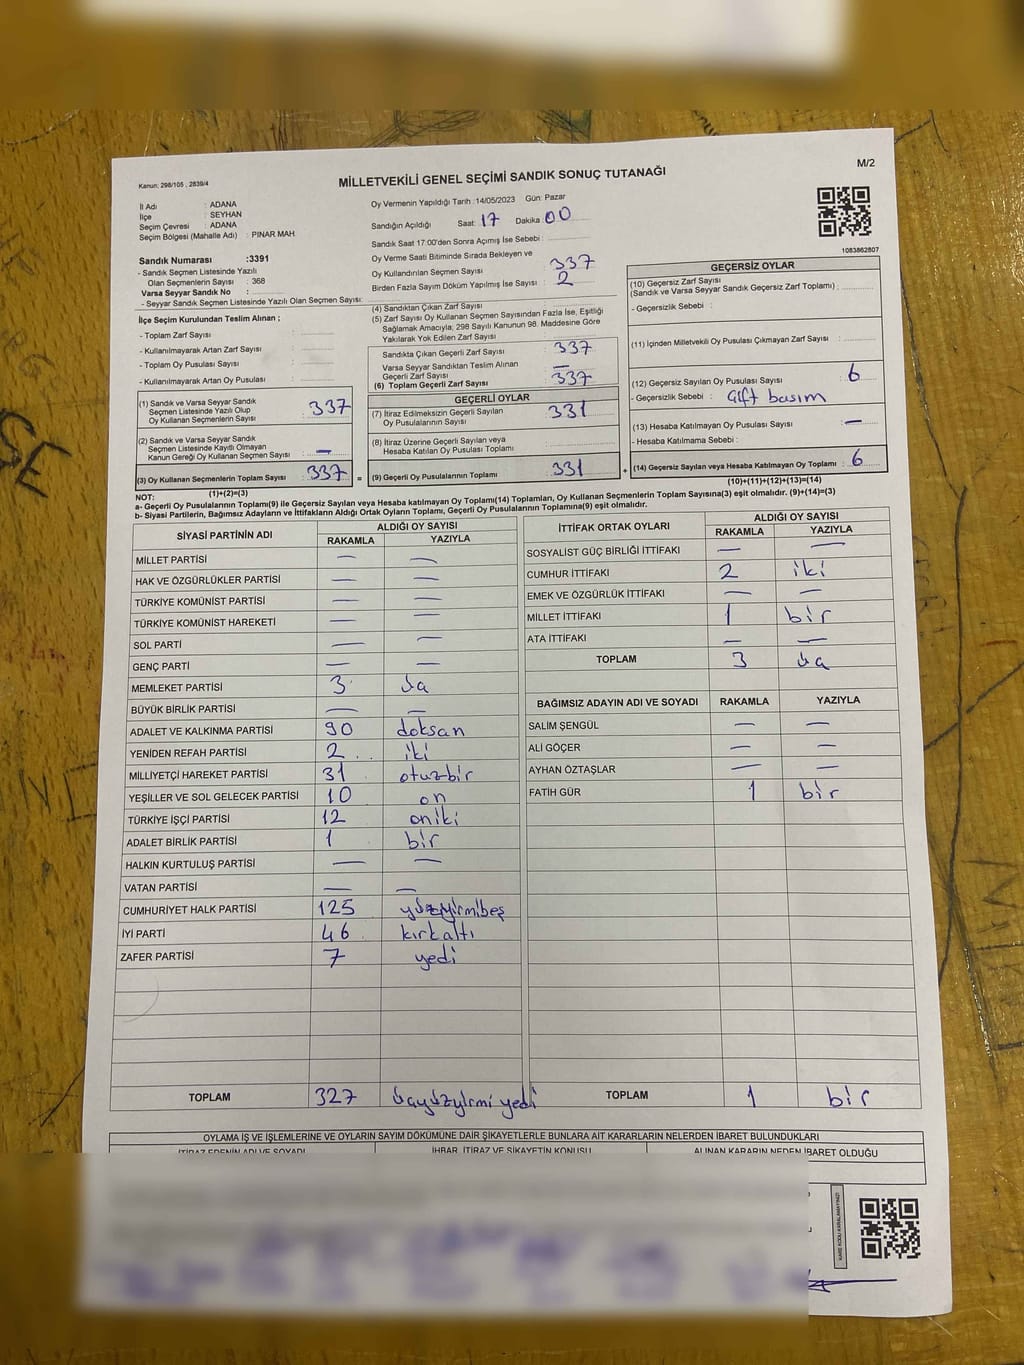 Kanun: 298/105 , 2839/4
MİLLETVEKİLİ GENEL SEÇİMİ SANDIK SONUÇ TUTANAĞI
M/2
İl Adı : ADANA
İlçe : SEYHAN
Seçim Çevresi : ADANA
Seçim Bölgesi (Mahalle Adı) : PINAR MAH
Sandık Numarası :3391
- Sandık Seçmen Listesinde Yazılı
Olan Seçmenlerin Sayısı : 368
Varsa Seyyar Sandık No :
- Seyyar Sandık Seçmen Listesinde Yazılı Olan Seçmen Sayısı:
Oy Vermenin Yapıldığı Tarih :14/05/2023 Gün: Pazar
Sandığın Açıldığı Saat: 17 Dakika: 00
Sandık Saat 17:00'den Sonra Açımış İse Sebebi :
Oy Verme Saati Bitiminde Sırada Bekleyen ve
Oy Kullandırılan Seçmen Sayısı 337
Birden Fazla Sayım Döküm Yapılmış İse Sayısı : 2
1083862807
İlçe Seçim Kurulundan Teslim Alınan ;
- Toplam Zarf Sayısı :
- Kullanılmayarak Artan Zarf Sayısı :
- Toplam Oy Pusulası Sayısı :
- Kullanılmayarak Artan Oy Pusulası :
(1) Sandık ve Varsa Seyyar Sandık
Seçmen Listesinde Yazılı Olup
Oy Kullanan Seçmenlerin Sayısı : 337
(2) Sandık ve Varsa Seyyar Sandık
Seçmen Listesinde Kayıtlı Olmayan
Kanun Gereği Oy Kullanan Seçmen Sayısı : —
(3) Oy Kullanan Seçmenlerin Toplam Sayısı : 337
(1)+(2)=(3)
(4) Sandıktan Çıkan Zarf Sayısı :
(5) Zarf Sayısı Oy Kullanan Seçmen Sayısından Fazla İse, Eşitliği
Sağlamak Amacıyla, 298 Sayılı Kanunun 98. Maddesine Göre
Yakılarak Yok Edilen Zarf Sayısı :
Sandıkta Çıkan Geçerli Zarf Sayısı : 337
Varsa Seyyar Sandıktan Teslim Alınan
Geçerli Zarf Sayısı : —
(6) Toplam Geçerli Zarf Sayısı : 337
GEÇERLİ OYLAR
(7) İtiraz Edilmeksizin Geçerli Sayılan
Oy Pusulalarının Sayısı : 331
(8) İtiraz Üzerine Geçerli Sayılan veya
Hesaba Katılan Oy Pusulaları Toplamı :
= (9) Geçerli Oy Pusulalarının Toplamı : 331 +
GEÇERSİZ OYLAR
(10) Geçersiz Zarf Sayısı
(Sandık ve Varsa Seyyar Sandık Geçersiz Zarf Toplamı) :
- Geçersizlik Sebebi :
(11) İçinden Milletvekili Oy Pusulası Çıkmayan Zarf Sayısı :
(12) Geçersiz Sayılan Oy Pusulası Sayısı : 6
- Geçersizlik Sebebi : Çift basım
(13) Hesaba Katılmayan Oy Pusulası Sayısı : —
- Hesaba Katılmama Sebebi :
(14) Geçersiz Sayılan veya Hesaba Katılmayan Oy Toplamı : 6
(10)+(11)+(12)+(13)=(14)
NOT:
a- Geçerli Oy Pusulalarının Toplamı(9) ile Geçersiz Sayılan veya Hesaba katılmayan Oy Toplamı(14) Toplamları, Oy Kullanan Seçmenlerin Toplam Sayısına(3) eşit olmalıdır. (9)+(14)=(3)
b- Siyasi Partilerin, Bağımsız Adayların ve İttifakların Aldığı Ortak Oyların Toplamı, Geçerli Oy Pusulalarının Toplamına(9) eşit olmalıdır.
SİYASİ PARTİNİN ADI ALDIĞI OY SAYISI
RAKAMLA YAZIYLA
MİLLET PARTİSİ — —
HAK VE ÖZGÜRLÜKLER PARTİSİ — —
TÜRKİYE KOMÜNİST PARTİSİ — —
TÜRKİYE KOMÜNİST HAREKETİ — —
SOL PARTİ — —
GENÇ PARTİ — —
MEMLEKET PARTİSİ 3 üç
BÜYÜK BİRLİK PARTİSİ — —
ADALET VE KALKINMA PARTİSİ 90 doksan
YENİDEN REFAH PARTİSİ 2 iki
MİLLİYETÇİ HAREKET PARTİSİ 31 otuzbir
YEŞİLLER VE SOL GELECEK PARTİSİ 10 on
TÜRKİYE İŞÇİ PARTİSİ 12 oniki
ADALET BİRLİK PARTİSİ 1 bir
HALKIN KURTULUŞ PARTİSİ — —
VATAN PARTİSİ — —
CUMHURİYET HALK PARTİSİ 125 yüzyirmibeş
İYİ PARTİ 46 kırkaltı
ZAFER PARTİSİ 7 yedi
TOPLAM 327 üçyüzyirmi yedi
İTTİFAK ORTAK OYLARI ALDIĞI OY SAYISI
RAKAMLA YAZIYLA
SOSYALİST GÜÇ BİRLİĞİ İTTİFAKI — —
CUMHUR İTTİFAKI 2 iki
EMEK VE ÖZGÜRLÜK İTTİFAKI — —
MİLLET İTTİFAKI 1 bir
ATA İTTİFAKI — —
TOPLAM 3 üç
BAĞIMSIZ ADAYIN ADI VE SOYADI RAKAMLA YAZIYLA
SALİM ŞENGÜL — —
ALİ GÖÇER — —
AYHAN ÖZTAŞLAR — —
FATİH GÜR 1 bir
TOPLAM 1 bir
OYLAMA İŞ VE İŞLEMLERİNE VE OYLARIN SAYIM DÖKÜMÜNE DAİR ŞİKAYETLERLE BUNLARA AİT KARARLARIN NELERDEN İBARET BULUNDUKLARI
İTİRAZ EDENİN ADI VE SOYADI İHBAR, İTİRAZ VE ŞİKAYETİN KONUSU ALINAN KARARIN NEDEN İBARET OLDUĞU